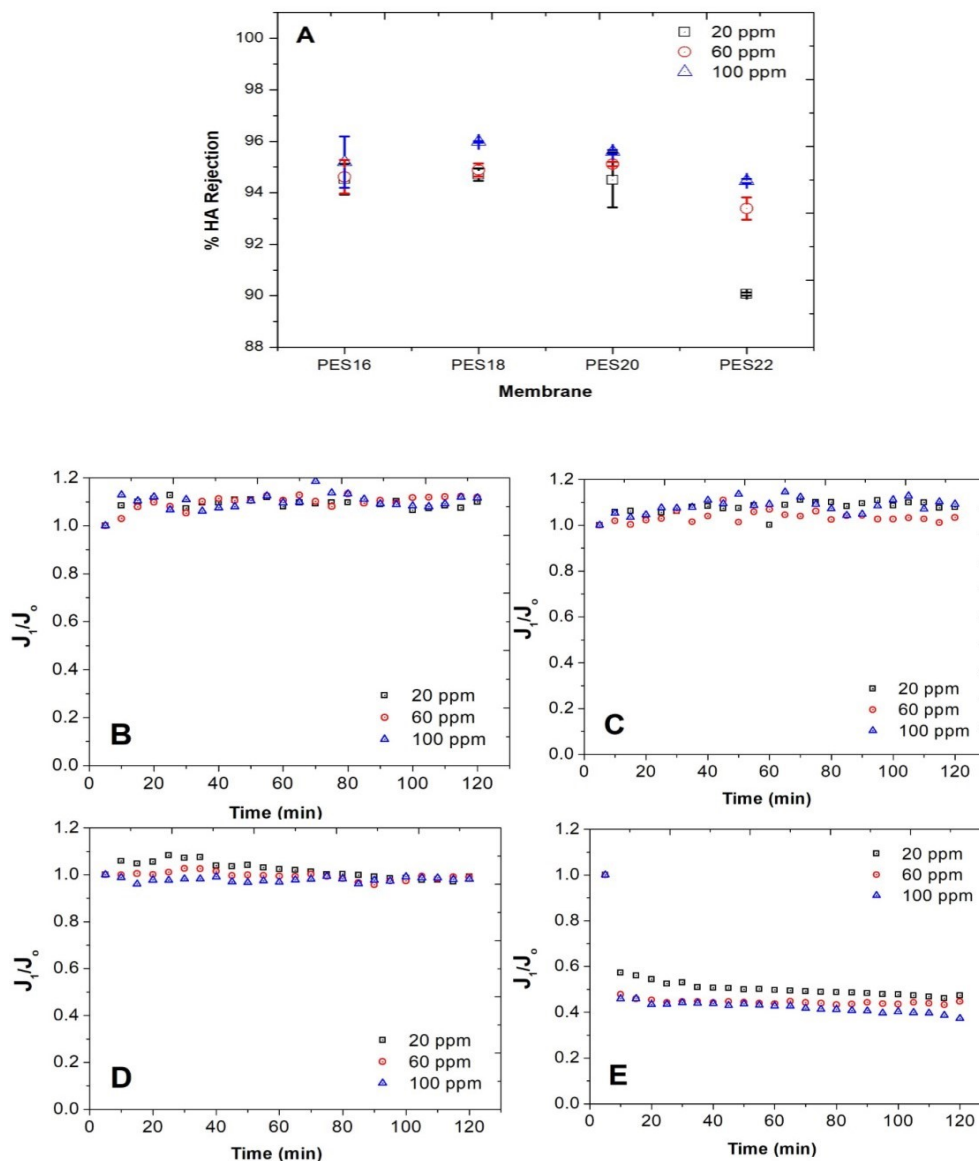 A
20 ppm
60 ppm
100 ppm
100
98
96
94
92
90
88
% HA Rejection
PES16 PES18 PES20 PES22
Membrane
1.2
1.0
0.8
0.6
0.4
0.2
0.0
J1/Jo
20 ppm
60 ppm
100 ppm
B
0 20 40 60 80 100 120
Time (min)
1.2
1.0
0.8
0.6
0.4
0.2
0.0
J1/Jo
20 ppm
60 ppm
100 ppm
C
0 20 40 60 80 100 120
Time (min)
1.2
1.0
0.8
0.6
0.4
0.2
0.0
J1/Jo
20 ppm
60 ppm
100 ppm
D
0 20 40 60 80 100 120
Time (min)
1.2
1.0
0.8
0.6
0.4
0.2
0.0
J1/Jo
20 ppm
60 ppm
100 ppm
E
0 20 40 60 80 100 120
Time (min)